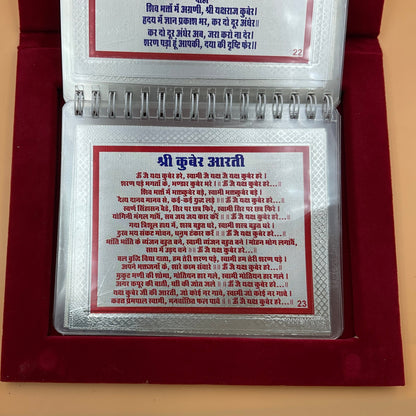 शिव भक्तों में अग्रणी, श्री यक्षराज कुबेर।
हृदय में ज्ञान प्रकाश भर, कर दो दूर अंधेर॥
कर दो दूर अंधेर अब, जरा करो ना देर।
शरण पड़ा हूं आपकी, दया की दृष्टि फेर॥
22
श्री कुबेर आरती
ॐ जै यक्ष कुबेर हरे, स्वामी जै यक्ष जै यक्ष कुबेर हरे।
शरण पड़े भगतों के, भण्डार कुबेर भरे। ॐ जै यक्ष कुबेर हरे...॥
शिव भक्तों में भक्त कुबेर बड़े, स्वामी भक्त कुबेर बड़े।
दैत्य दानव मानव से, कई-कई युद्ध लड़े॥ ॐ जै यक्ष कुबेर हरे...॥
स्वर्ण सिंहासन बैठे, सिर पर छत्र फिरे, स्वामी सिर पर छत्र फिरे।
योगिनी मंगल गावैं, सब जय जय कार करैं॥ ॐ जै यक्ष कुबेर हरे...॥
गदा त्रिशूल हाथ में, शस्त्र बहुत धरे, स्वामी शस्त्र बहुत धरे।
दुख भय संकट मोचन, धनुष टंकार करें॥ ॐ जै यक्ष कुबेर हरे...॥
भांति भांति के व्यंजन बहुत बने, स्वामी व्यंजन बहुत बने। मोहन भोग लगावैं,
साथ में उड़द चने॥ ॐ जै यक्ष कुबेर हरे...॥
बल बुद्धि विद्या दाता, हम तेरी शरण पड़े, स्वामी हम तेरी शरण पड़े।
अपने भक्त जनों के, सारे काम संवारे॥ ॐ जै यक्ष कुबेर हरे...॥
मुकुट मणी की शोभा, मोतियन हार गले, स्वामी मोतियन हार गले।
अगर कपूर की बाती, घी की जोत जले॥ ॐ जै यक्ष कुबेर हरे...॥
यक्ष कुबेर जी की आरती, जो कोई नर गावे, स्वामी जो कोई नर गावे।
कहत प्रेमपाल स्वामी, मनवांछित फल पावे॥ ॐ जै यक्ष कुबेर हरे...॥
23